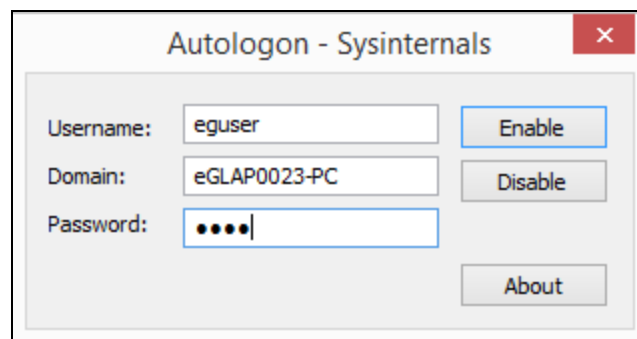 Autologon - Sysinternals
Username: eguser Enable
Domain: eGLAP0023-PC Disable
Password: ●●●●
About